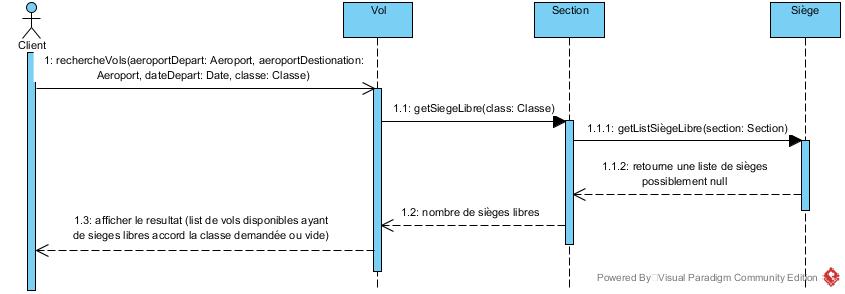 Vol
Section
Siège
Client
1: rechercheVols(aeroportDepart: Aeroport, aeroportDestionation:
Aeroport, dateDepart: Date, classe: Classe)
1.1: getSiegeLibre(class: Classe)
1.1.1: getListSiègeLibre(section: Section)
1.1.2: retourne une liste de sièges
possiblement null
1.2: nombre de sièges libres
1.3: afficher le resultat (list de vols disponibles ayant
de sieges libres accord la classe demandée ou vide)
Powered By Visual Paradigm Community Edition